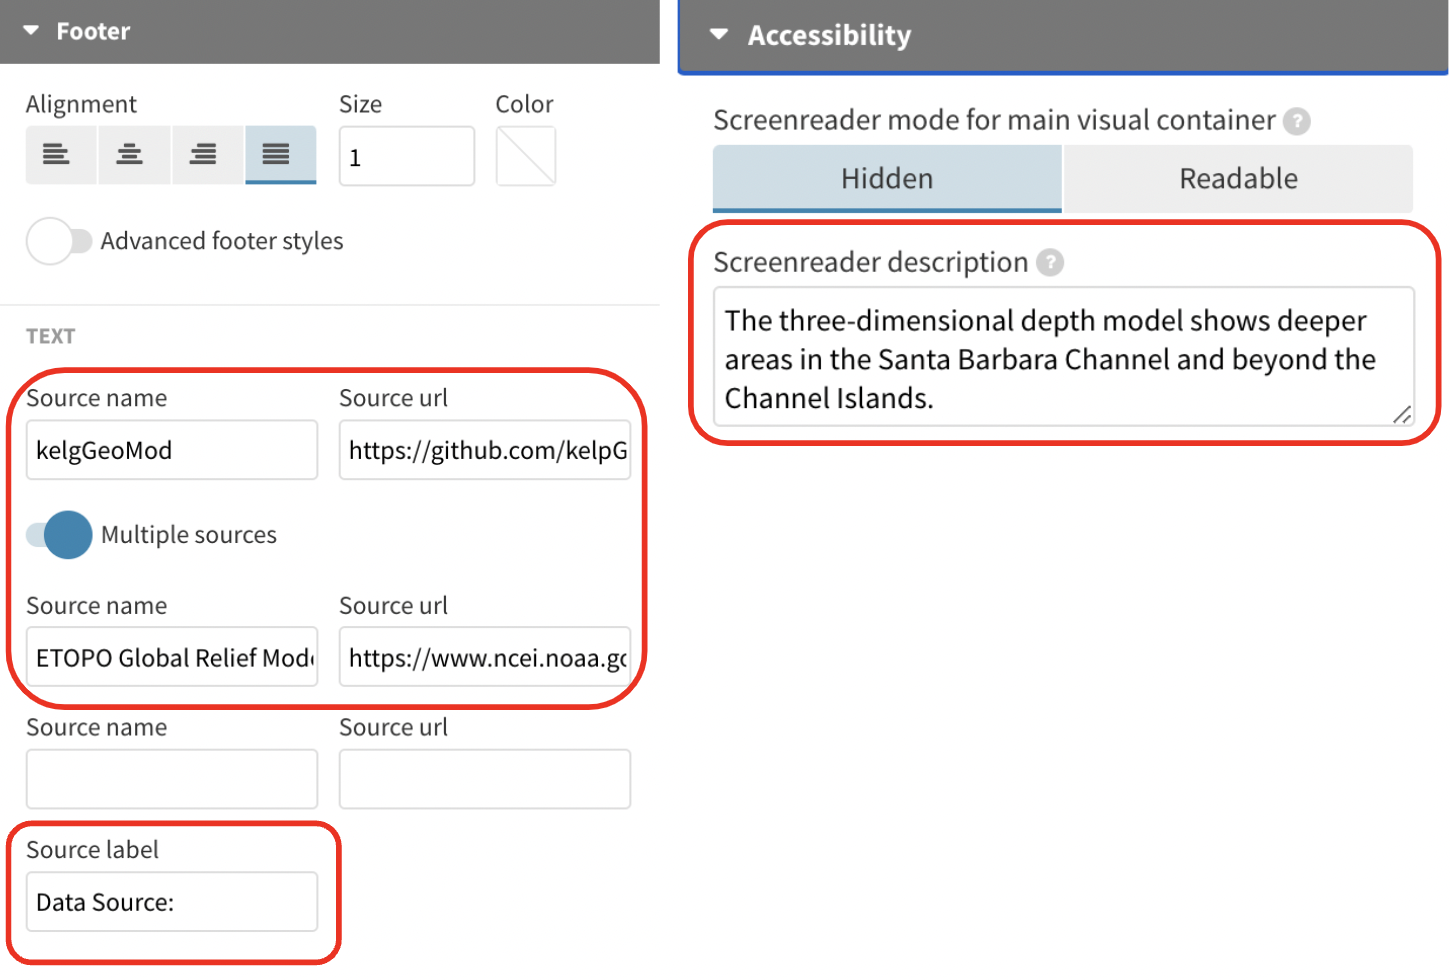 Footer
Alignment
Size
Color
1
Advanced footer styles
TEXT
Source name
Source url
kelgGeoMod
https://github.com/kelpG
Multiple sources
Source name
Source url
ETOPO Global Relief Mod
https://www.ncei.noaa.go
Source name
Source url
Source label
Data Source:
Accessibility
Screenreader mode for main visual container ?
Hidden
Readable
Screenreader description ?
The three-dimensional depth model shows deeper
areas in the Santa Barbara Channel and beyond the
Channel Islands.